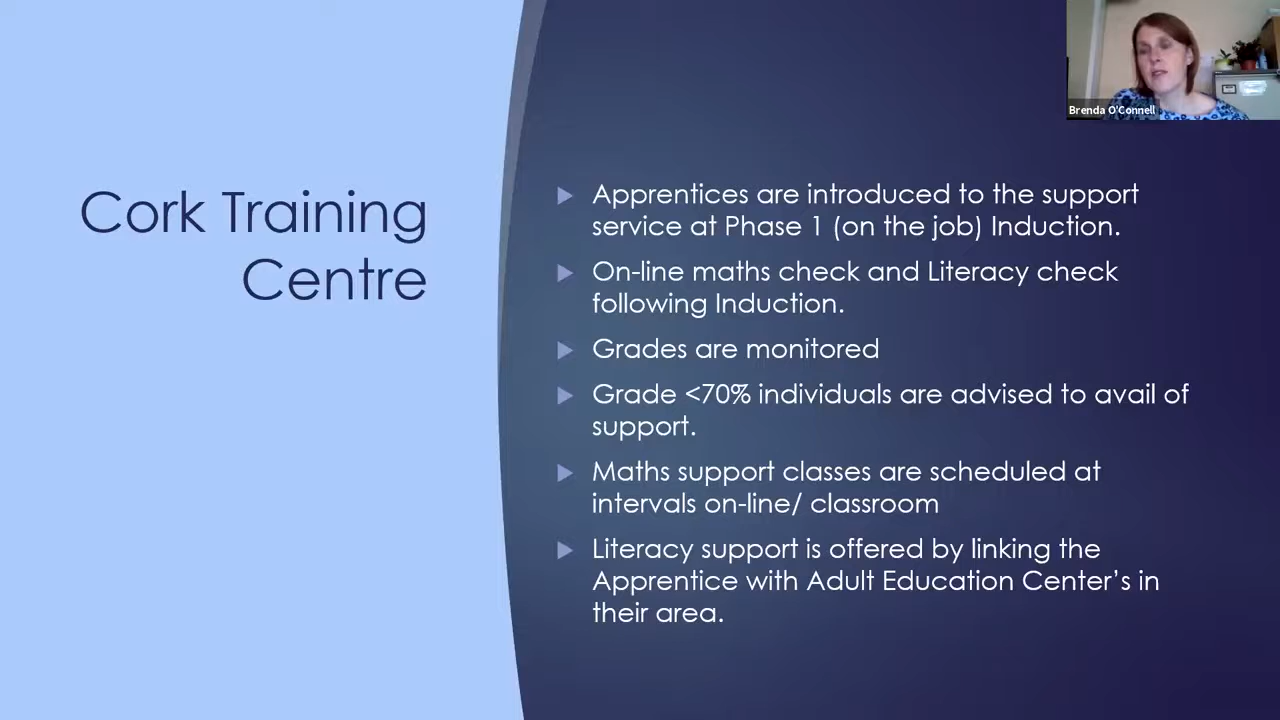 Cork Training
Centre
Apprentices are introduced to the support
service at Phase 1 (on the job) Induction.
On-line maths check and Literacy check
following Induction.
Grades are monitored
Grade <70% individuals are advised to avail of
support.
Maths support classes are scheduled at
intervals on-line/ classroom
Literacy support is offered by linking the
Apprentice with Adult Education Center’s in
their area.
Brenda O'Connell